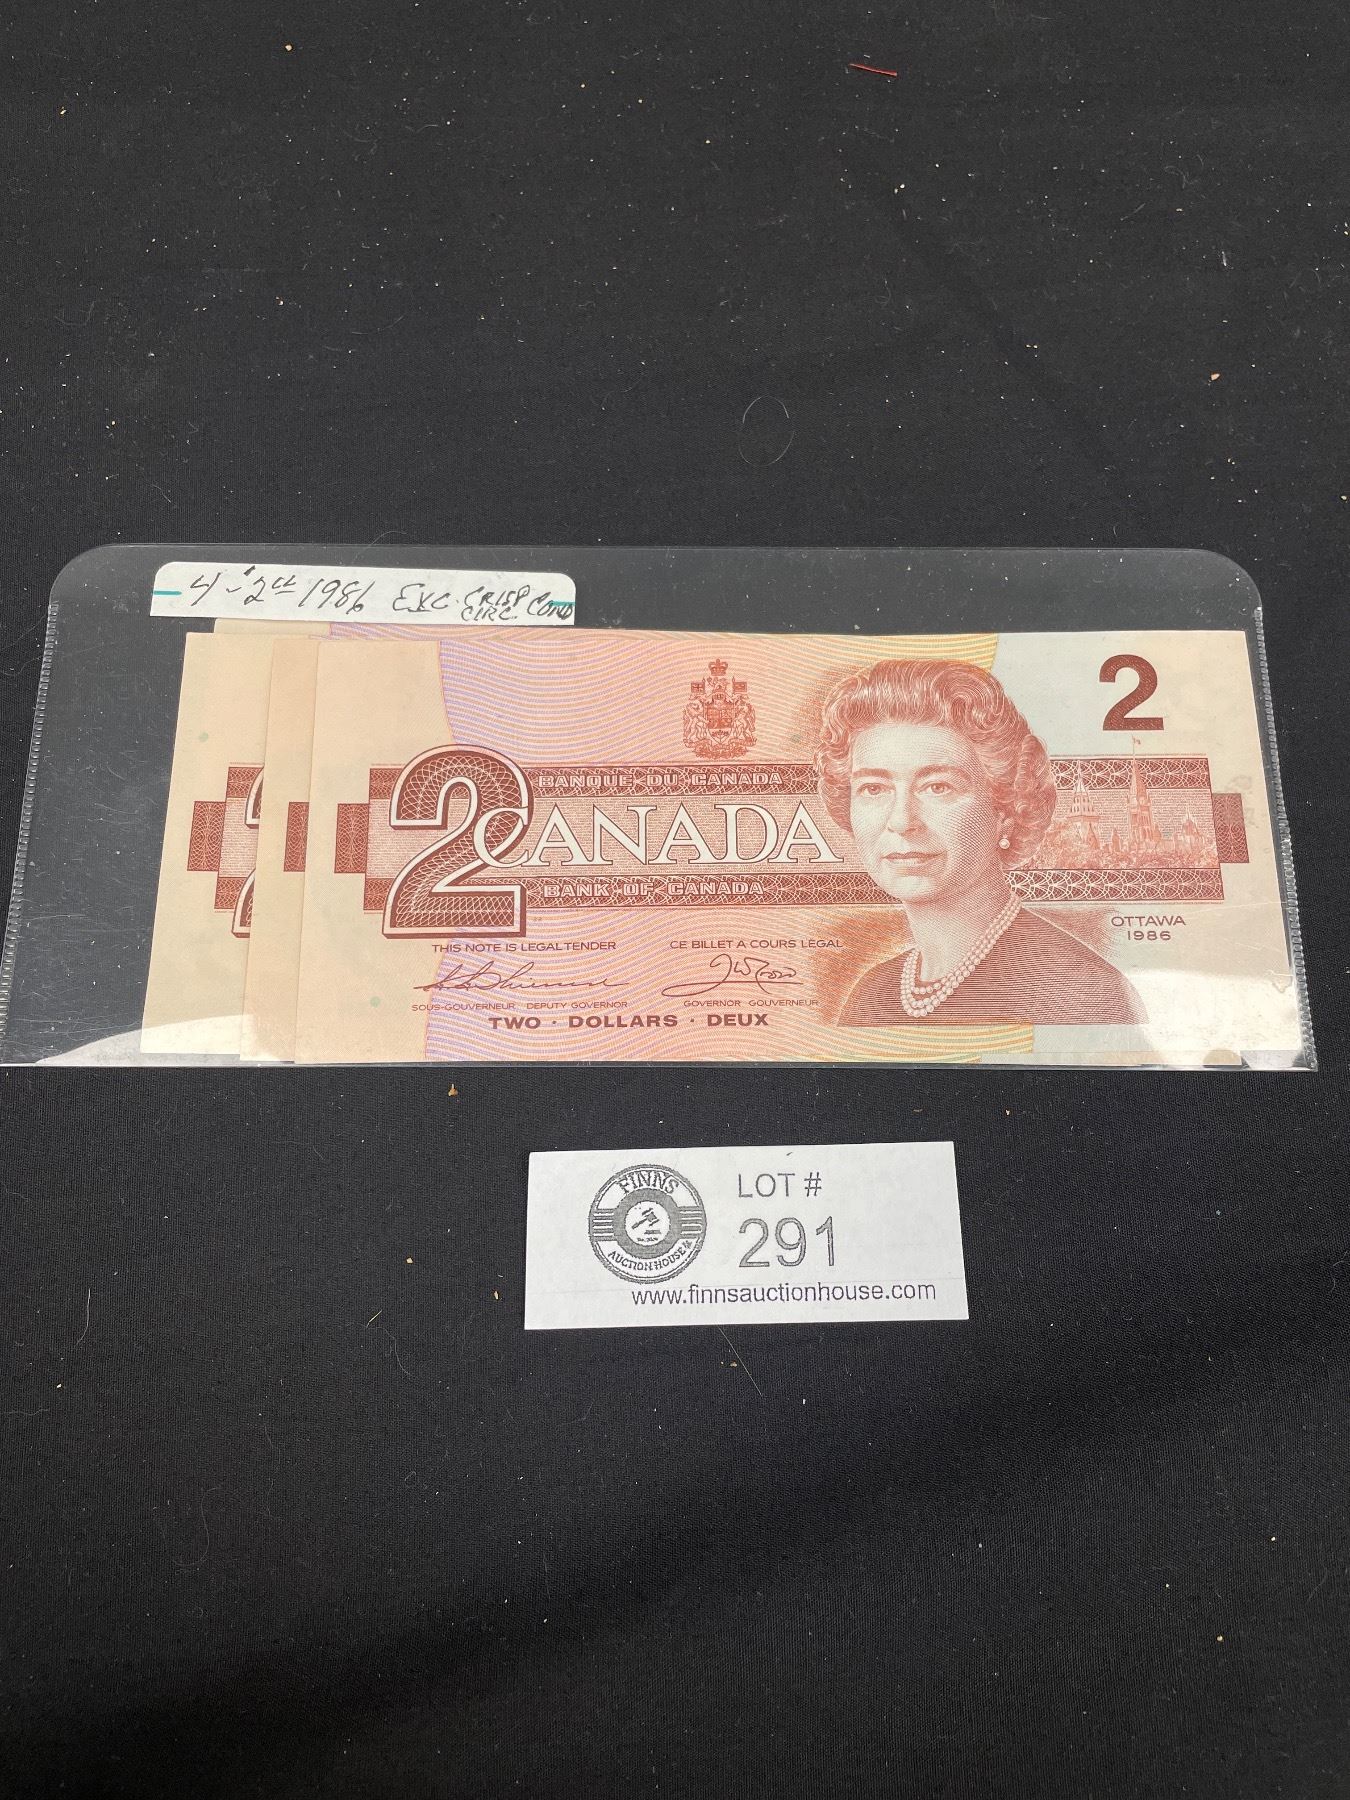 4-$2ºº 1986 EXC. CRISP CIRC. COND
2
BANQUE DU CANADA
2 CANADA
BANK OF CANADA
OTTAWA
1986
THIS NOTE IS LEGAL TENDER CE BILLET A COURS LÉGAL
SOUS-GOUVERNEUR DEPUTY GOVERNOR GOVERNOR GOUVERNEUR
TWO · DOLLARS · DEUX
FINNS
AUCTION HOUSE
LOT #
291
www.finnsauctionhouse.com